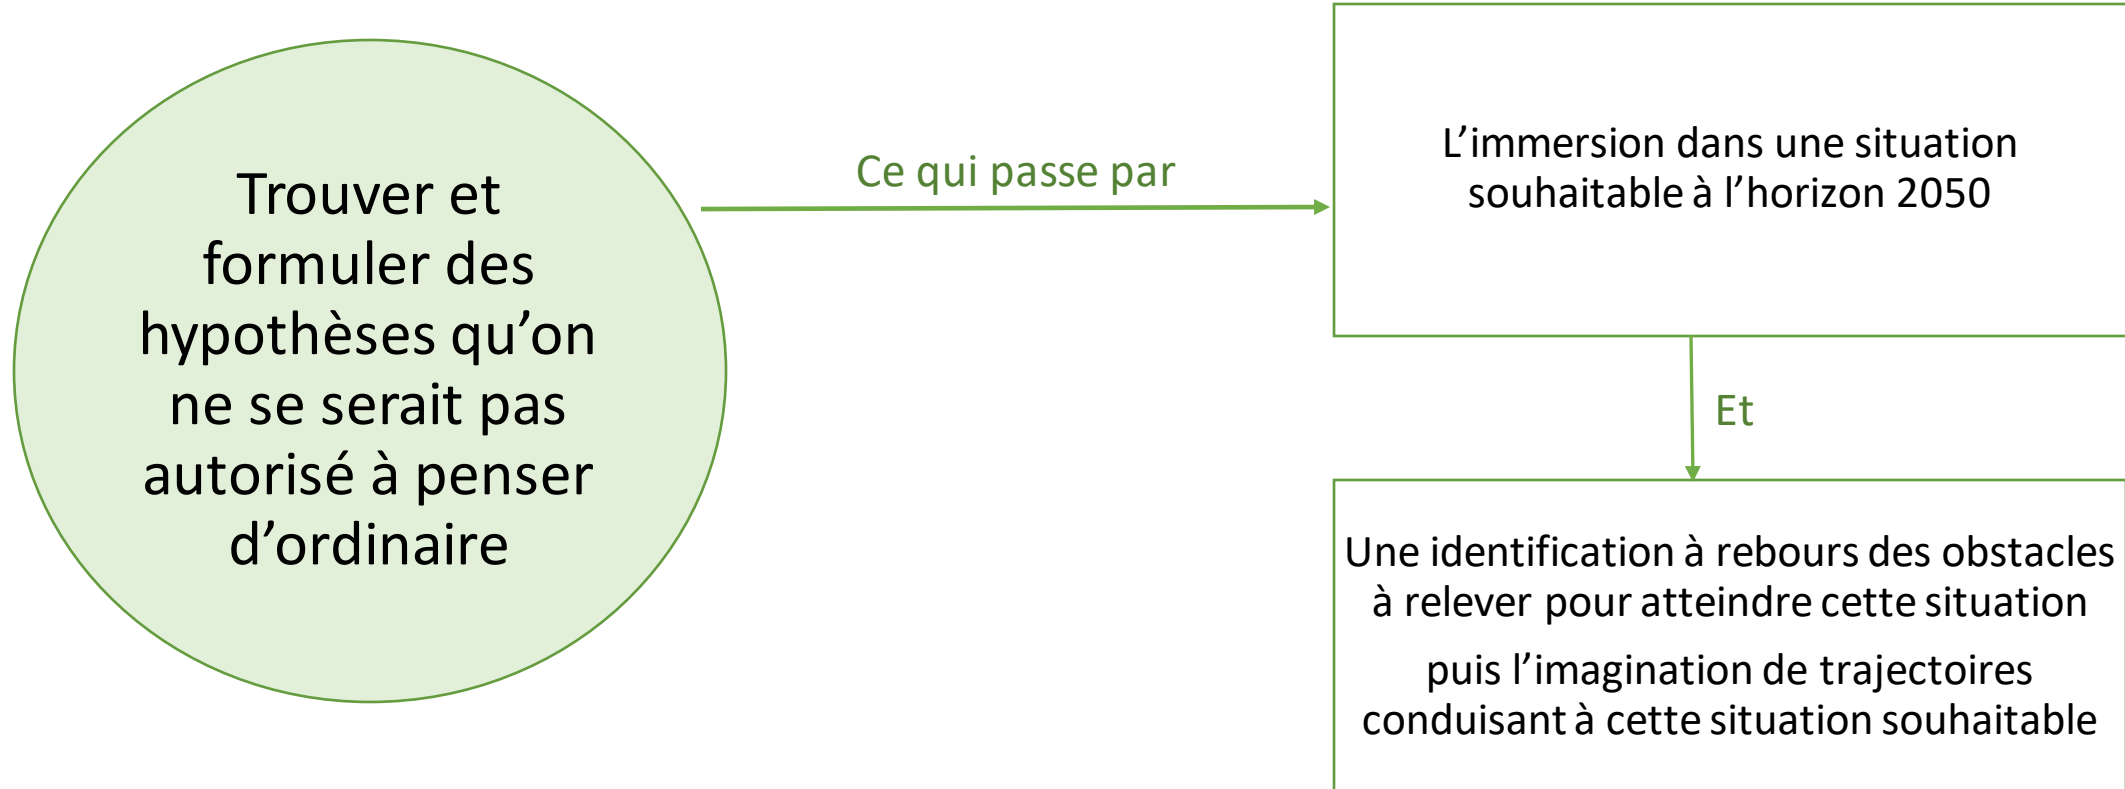 Trouver et
formuler des
hypothèses qu’on
ne se serait pas
autorisé à penser
d’ordinaire
Ce qui passe par
L’immersion dans une situation
souhaitable à l’horizon 2050
Et
Une identification à rebours des obstacles
à relever pour atteindre cette situation
puis l’imagination de trajectoires
conduisant à cette situation souhaitable